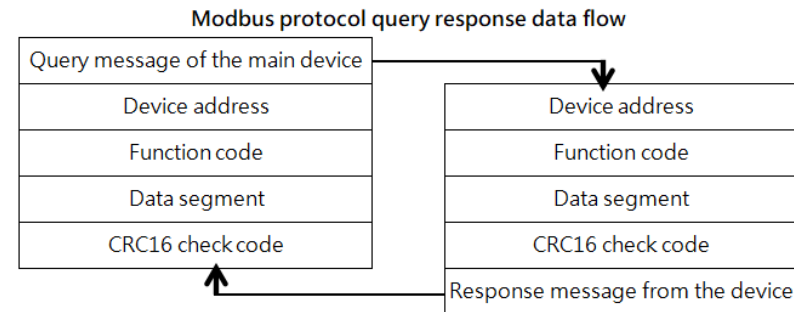 Modbus protocol query response data flow
Query message of the main device
Device address
Function code
Data segment
CRC16 check code
Device address
Function code
Data segment
CRC16 check code
Response message from the device